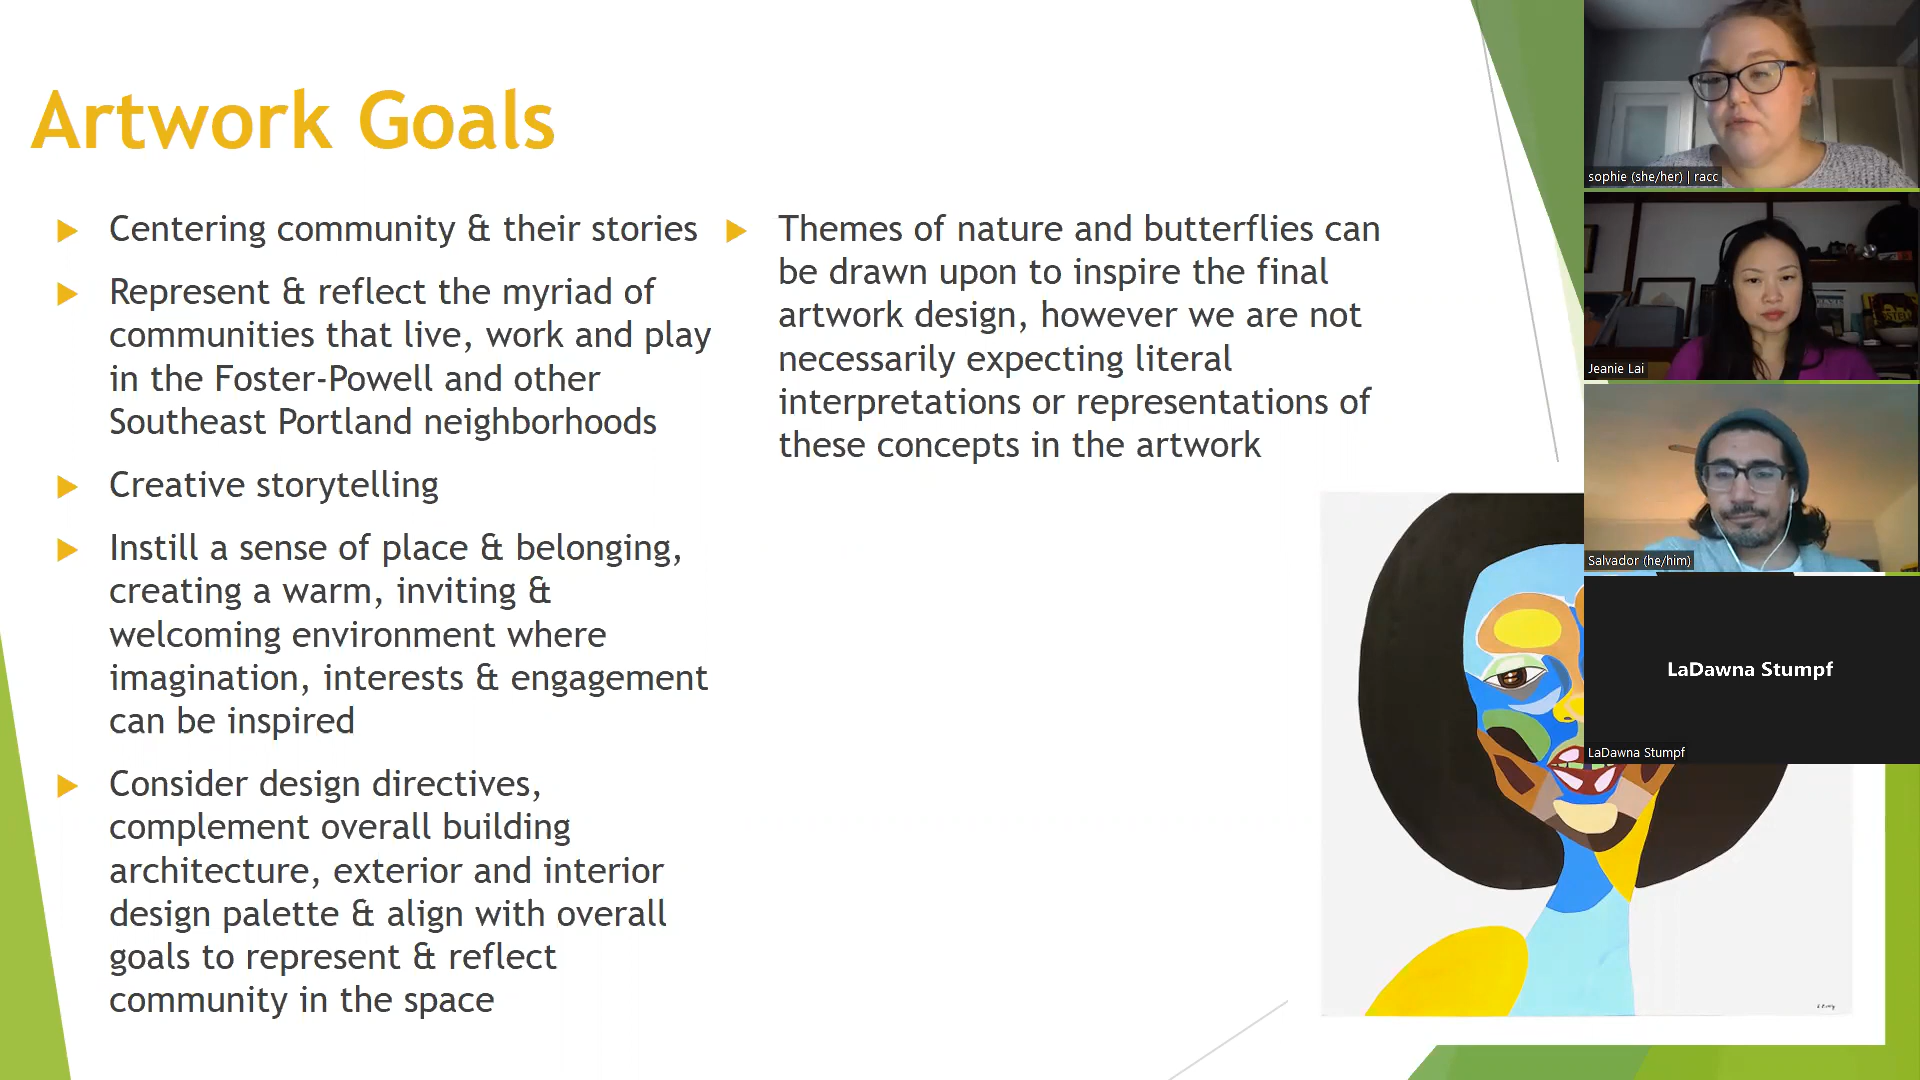 Artwork Goals
Centering community & their stories
Represent & reflect the myriad of
communities that live, work and play
in the Foster-Powell and other
Southeast Portland neighborhoods
Creative storytelling
Instill a sense of place & belonging,
creating a warm, inviting &
welcoming environment where
imagination, interests & engagement
can be inspired
Consider design directives,
complement overall building
architecture, exterior and interior
design palette & align with overall
goals to represent & reflect
community in the space
Themes of nature and butterflies can
be drawn upon to inspire the final
artwork design, however we are not
necessarily expecting literal
interpretations or representations of
these concepts in the artwork
sophie (she/her) | racc
Jeanie Lai
Salvador (he/him)
LaDawna Stumpf
LaDawna Stumpf